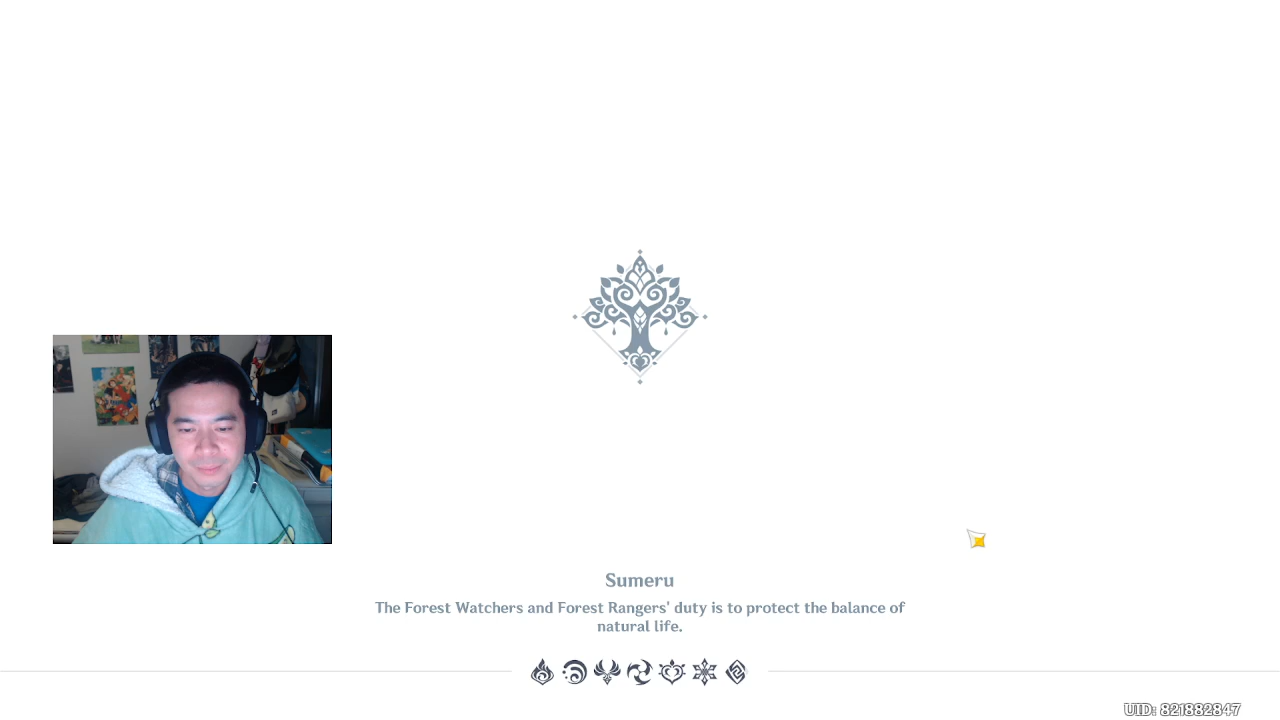 Sumeru
The Forest Watchers and Forest Rangers' duty is to protect the balance of
natural life.
UID: 821882847